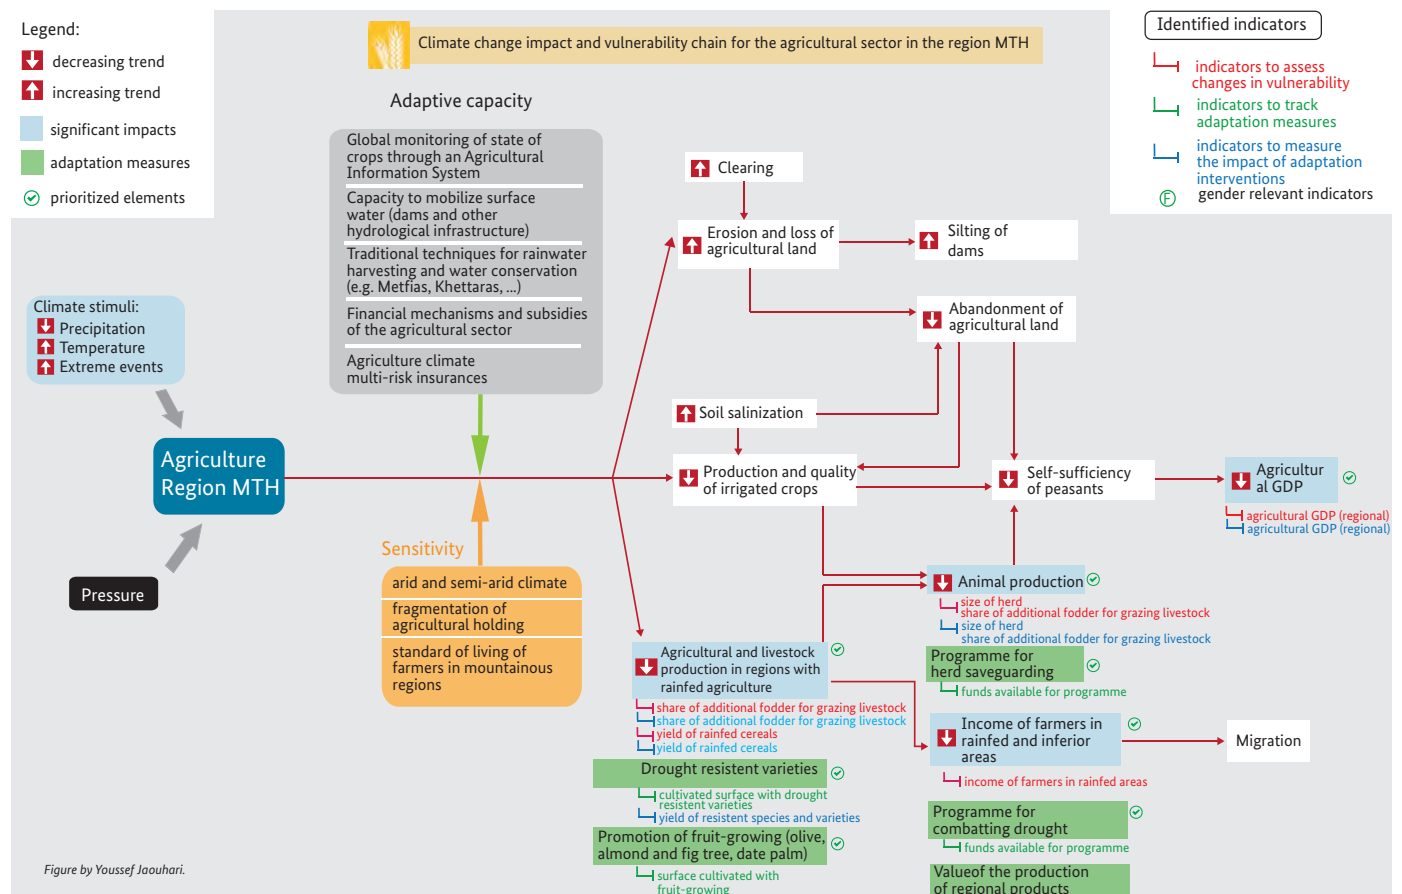 Legend:
decreasing trend
increasing trend
significant impacts
adaptation measures
prioritized elements
Climate change impact and vulnerability chain for the agricultural sector in the region MTH
Identified indicators
indicators to assess
changes in vulnerability
indicators to track
adaptation measures
indicators to measure
the impact of adaptation
interventions
F
gender relevant indicators
Adaptive capacity
Global monitoring of state of
crops through an Agricultural
Information System
Capacity to mobilize surface
water (dams and other
hydrological infrastructure)
Traditional techniques for rainwater
harvesting and water conservation
(e.g. Metfias, Khettaras, ...)
Financial mechanisms and subsidies
of the agricultural sector
Agriculture climate
multi-risk insurances
Climate stimuli:
Precipitation
Temperature
Extreme events
Agriculture
Region MTH
Pressure
Sensitivity
arid and semi-arid climate
fragmentation of
agricultural holding
standard of living of
farmers in mountainous
regions
Clearing
Erosion and loss of
agricultural land
Silting of
dams
Abandonment of
agricultural land
Soil salinization
Production and quality
of irrigated crops
Self-sufficiency
of peasants
Agricultur
al GDP
agricultural GDP (regional)
agricultural GDP (regional)
Animal production
size of herd
share of additional fodder for grazing livestock
size of herd
share of additional fodder for grazing livestock
Programme for
herd saveguarding
funds available for programme
Agricultural and livestock
production in regions with
rainfed agriculture
share of additional fodder for grazing livestock
share of additional fodder for grazing livestock
yield of rainfed cereals
yield of rainfed cereals
Drought resistent varieties
cultivated surface with drought
resistent varieties
yield of resistent species and varieties
Promotion of fruit-growing (olive,
almond and fig tree, date palm)
surface cultivated with
fruit-growing
Income of farmers in
rainfed and inferior
areas
income of farmers in rainfed areas
Migration
Programme for
combatting drought
funds available for programme
Valueof the production
of regional products
Figure by Youssef Jaouhari.